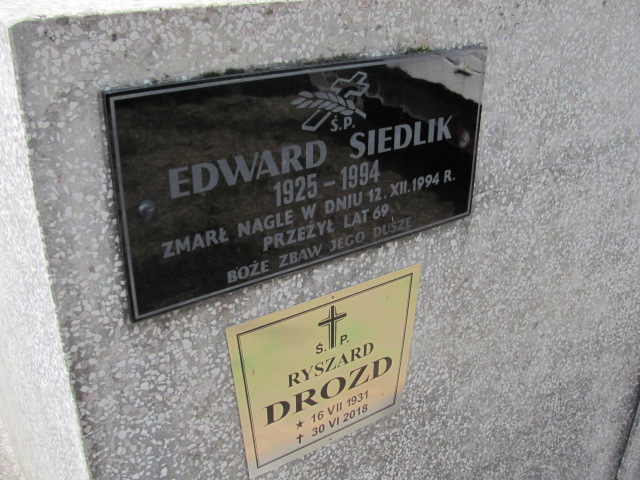 Ś.P.
EDWARD SIEDLIK
1925 - 1994
ZMARŁ NAGLE W DNIU 12. XII. 1994 R.
PRZEŻYŁ LAT 69
BOŻE ZBAW JEGO DUSZE
Ś. P.
RYSZARD
DROZD
★ 16 VII 1931
✝ 30 VI 2018